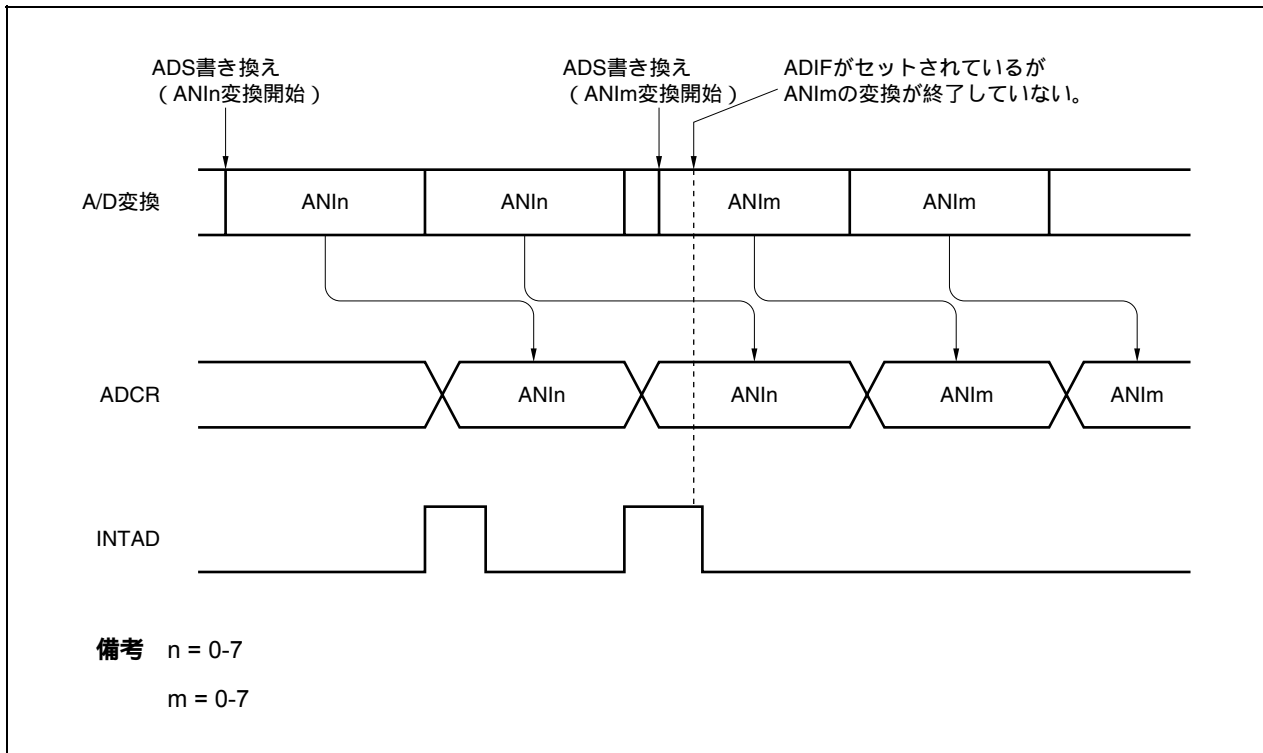 ADS書き換え
（ANIn変換開始）
ADS書き換え
（ANIm変換開始）
ADIFがセットされているが
ANImの変換が終了していない。
A/D変換
ANIn
ANIn
ANIm
ANIm
ADCR
ANIn
ANIn
ANIm
ANIm
INTAD
備考 n = 0-7
m = 0-7